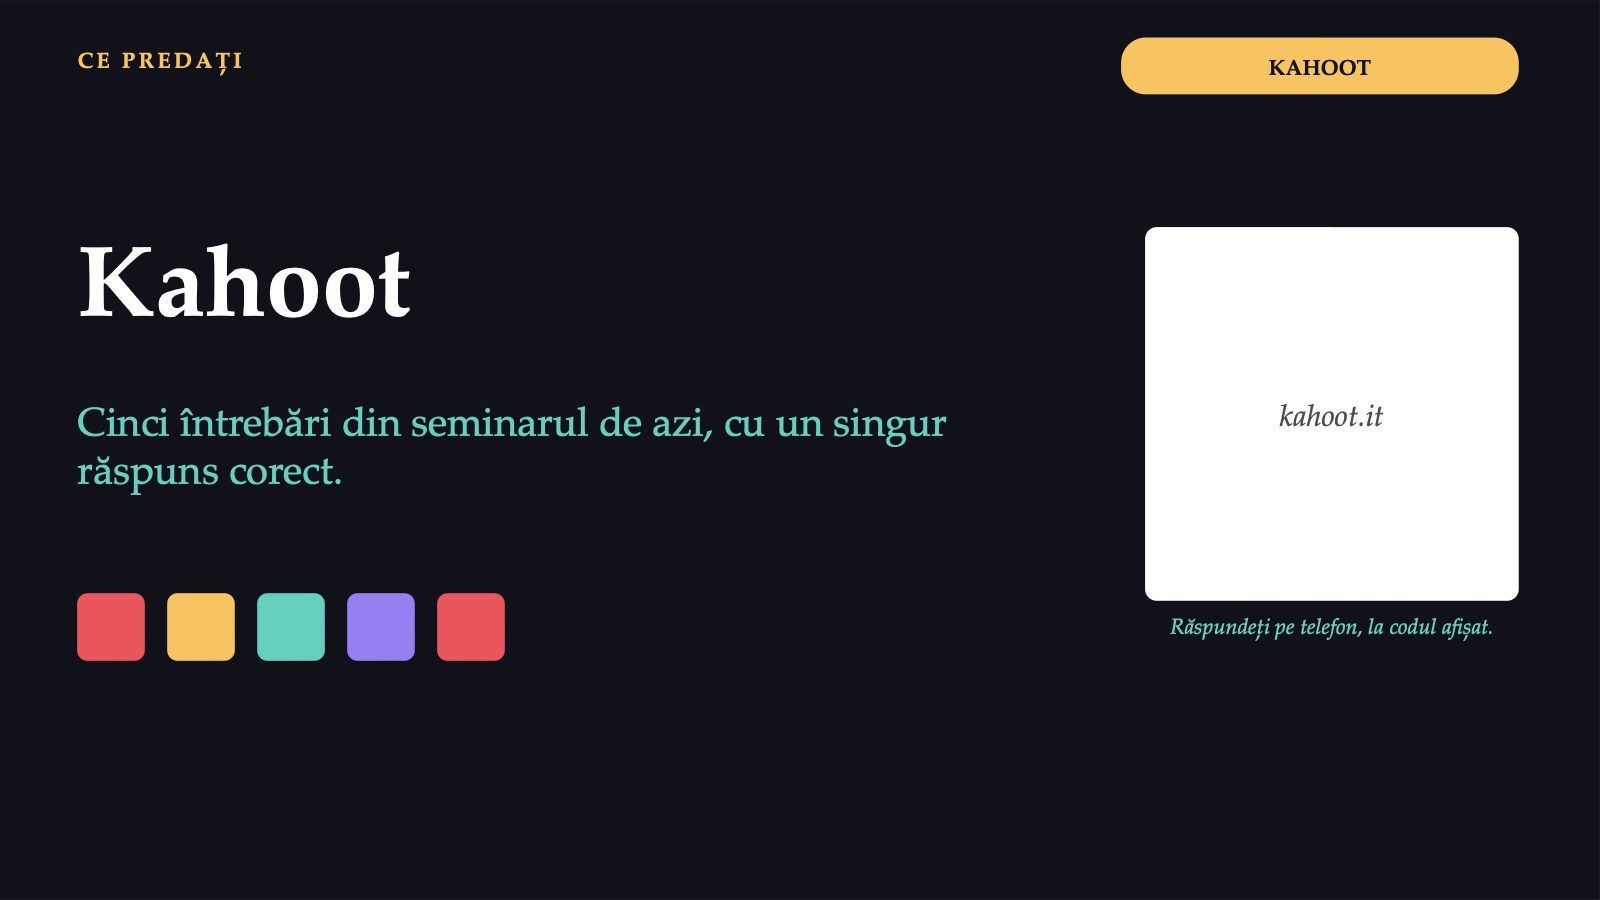 CE PREDAȚI
KAHOOT
Kahoot
Cinci întrebări din seminarul de azi, cu un singur
răspuns corect.
kahoot.it
Răspundeți pe telefon, la codul afișat.